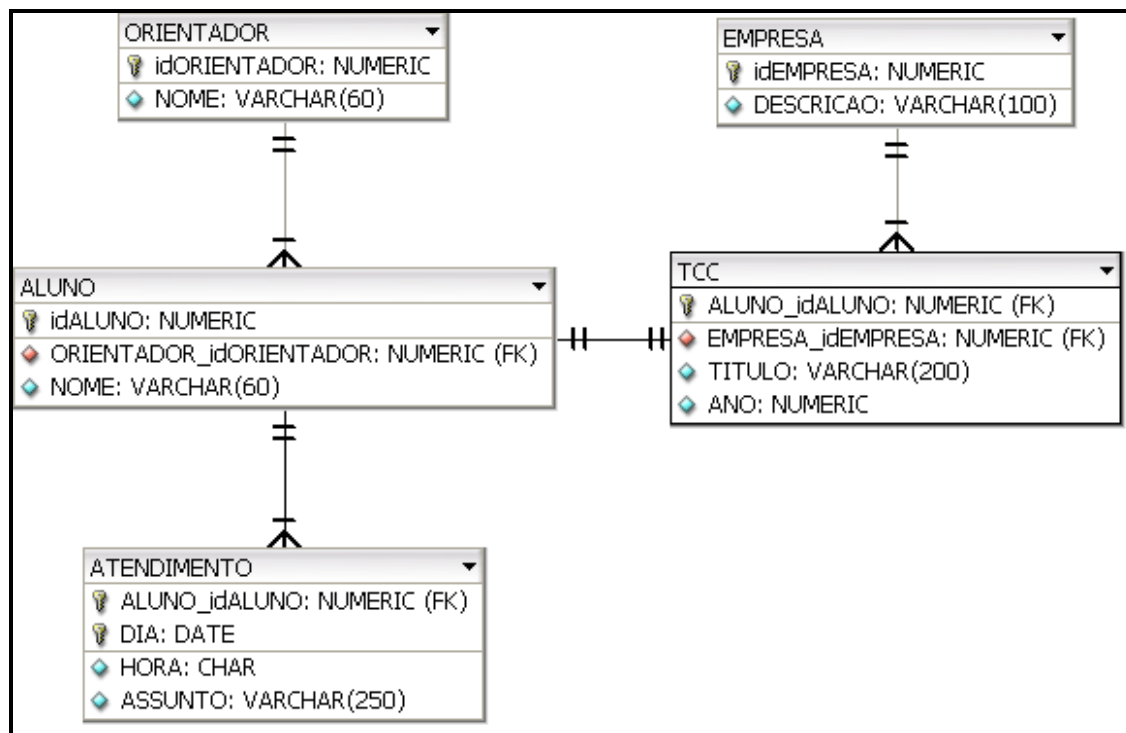 ORIENTADOR
idORIENTADOR: NUMERIC
NOME: VARCHAR(60)
EMPRESA
idEMPRESA: NUMERIC
DESCRICAO: VARCHAR(100)
ALUNO
idALUNO: NUMERIC
ORIENTADOR_idORIENTADOR: NUMERIC (FK)
NOME: VARCHAR(60)
TCC
ALUNO_idALUNO: NUMERIC (FK)
EMPRESA_idEMPRESA: NUMERIC (FK)
TITULO: VARCHAR(200)
ANO: NUMERIC
ATENDIMENTO
ALUNO_idALUNO: NUMERIC (FK)
DIA: DATE
HORA: CHAR
ASSUNTO: VARCHAR(250)